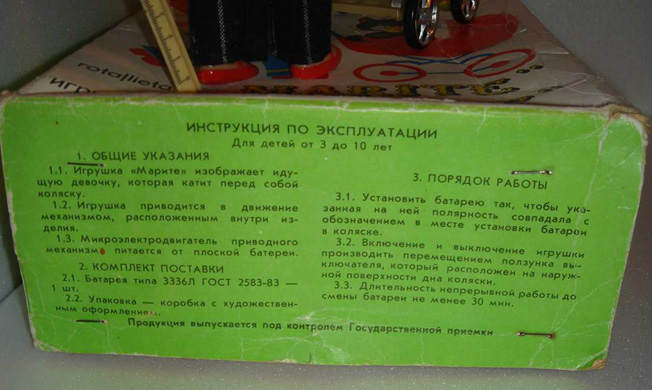 rotaļlieta
ИГР
MARITE
ИНСТРУКЦИЯ ПО ЭКСПЛУАТАЦИИ
Для детей от 3 до 10 лет
1. ОБЩИЕ УКАЗАНИЯ
1.1. Игрушка «Марите» изображает иду-
щую девочку, которая катит перед собой
коляску.
1.2. Игрушка приводится в движение
механизмом, расположенным внутри из-
делия.
1.3. Микроэлектродвигатель приводного
механизма питается от плоской батереи.
2. КОМПЛЕКТ ПОСТАВКИ
2.1. Батарея типа 3336Л ГОСТ 2583-83 —
1 шт.
2.2. Упаковка — коробка с художествен-
ным оформлением.
3. ПОРЯДОК РАБОТЫ
3.1. Установить батарею так, чтобы ука-
занная на ней полярность совпадала с
обозначением в месте установки батареи
в коляске.
3.2. Включение и выключение игрушки
производить перемещением ползунка вы-
ключателя, который расположен на наруж-
ной поверхности дна коляски.
3.3. Длительность непрерывной работы до
смены батареи не менее 30 мин.
Продукция выпускается под контролем Государственной приемки